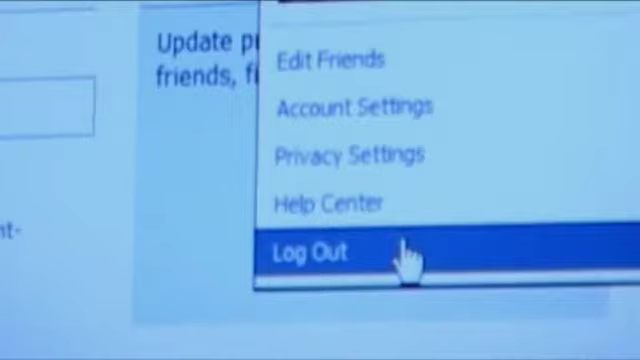 Update
friends,
Edit Friends
Account Settings
Privacy Settings
Help Center
Log Out